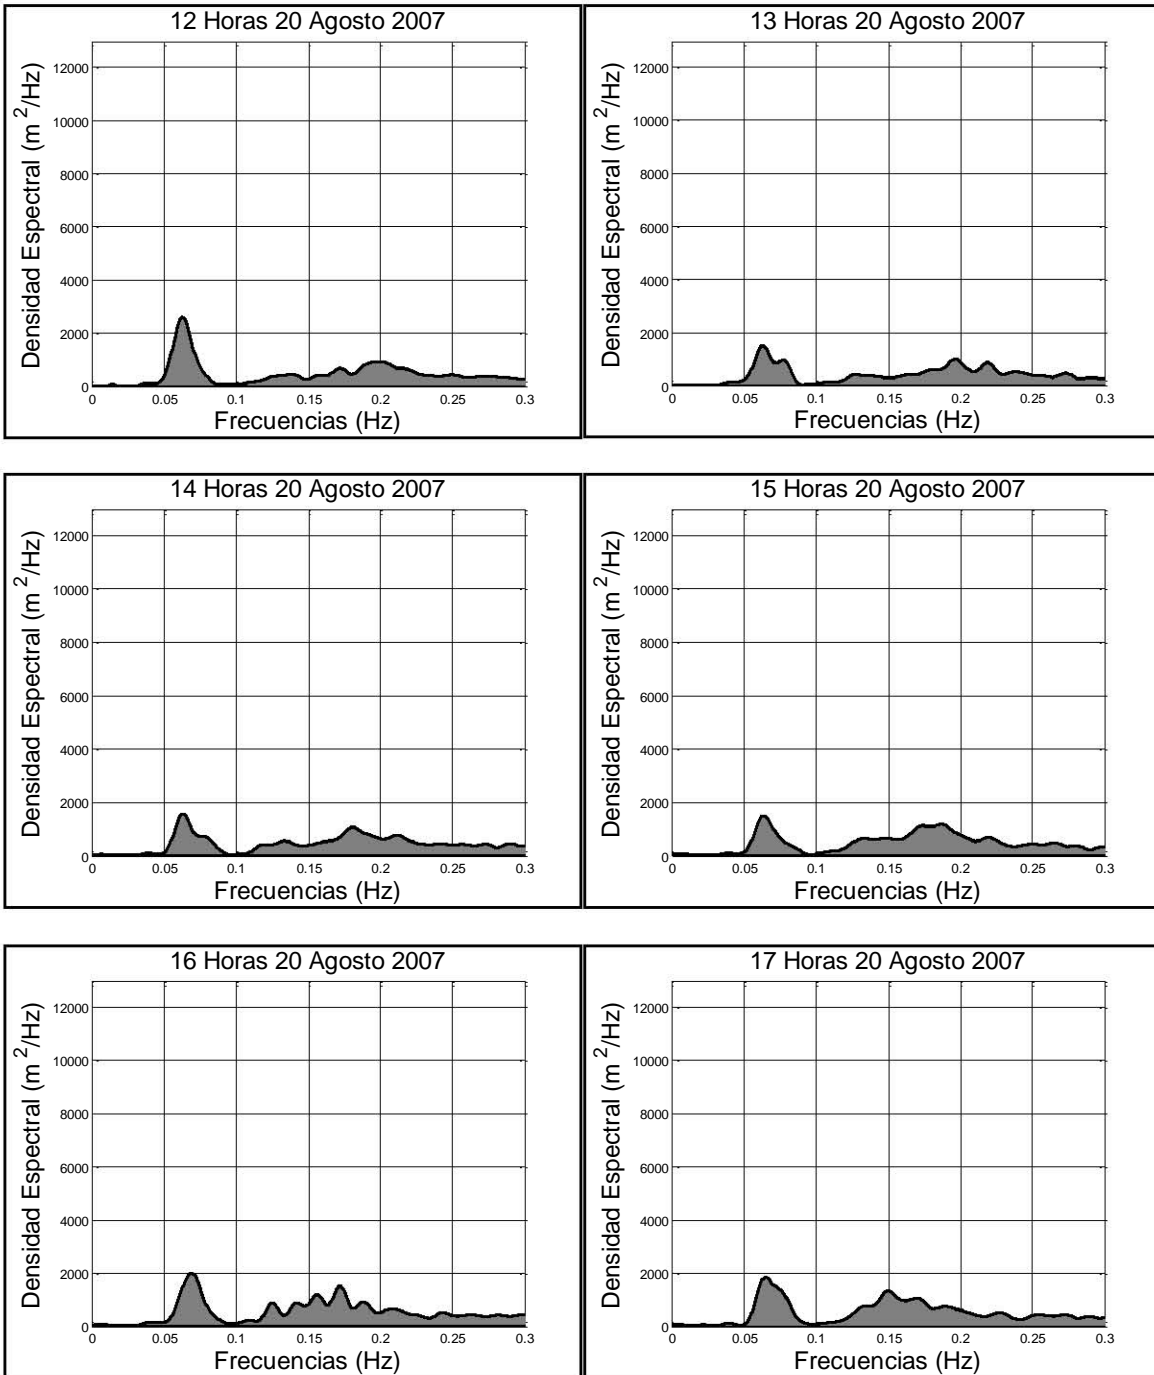 12 Horas 20 Agosto 2007
Densidad Espectral (m 2/Hz)
12000
10000
8000
6000
4000
2000
0
0 0.05 0.1 0.15 0.2 0.25 0.3
Frecuencias (Hz)
13 Horas 20 Agosto 2007
Densidad Espectral (m 2/Hz)
12000
10000
8000
6000
4000
2000
0
0 0.05 0.1 0.15 0.2 0.25 0.3
Frecuencias (Hz)
14 Horas 20 Agosto 2007
Densidad Espectral (m 2/Hz)
12000
10000
8000
6000
4000
2000
0
0 0.05 0.1 0.15 0.2 0.25 0.3
Frecuencias (Hz)
15 Horas 20 Agosto 2007
Densidad Espectral (m 2/Hz)
12000
10000
8000
6000
4000
2000
0
0 0.05 0.1 0.15 0.2 0.25 0.3
Frecuencias (Hz)
16 Horas 20 Agosto 2007
Densidad Espectral (m 2/Hz)
12000
10000
8000
6000
4000
2000
0
0 0.05 0.1 0.15 0.2 0.25 0.3
Frecuencias (Hz)
17 Horas 20 Agosto 2007
Densidad Espectral (m 2/Hz)
12000
10000
8000
6000
4000
2000
0
0 0.05 0.1 0.15 0.2 0.25 0.3
Frecuencias (Hz)